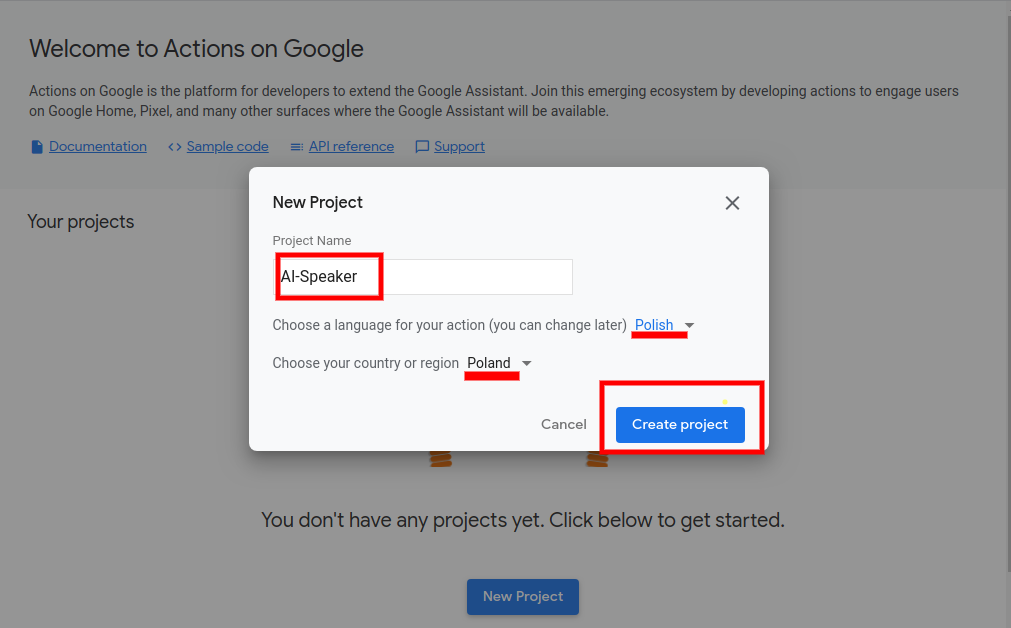 Welcome to Actions on Google
Actions on Google is the platform for developers to extend the Google Assistant. Join this emerging ecosystem by developing actions to engage users
on Google Home, Pixel, and many other surfaces where the Google Assistant will be available.
Documentation Sample code API reference Support
Your projects
New Project
Project Name
AI-Speaker
Choose a language for your action (you can change later) Polish
Choose your country or region Poland
Cancel Create project
You don't have any projects yet. Click below to get started.
New Project